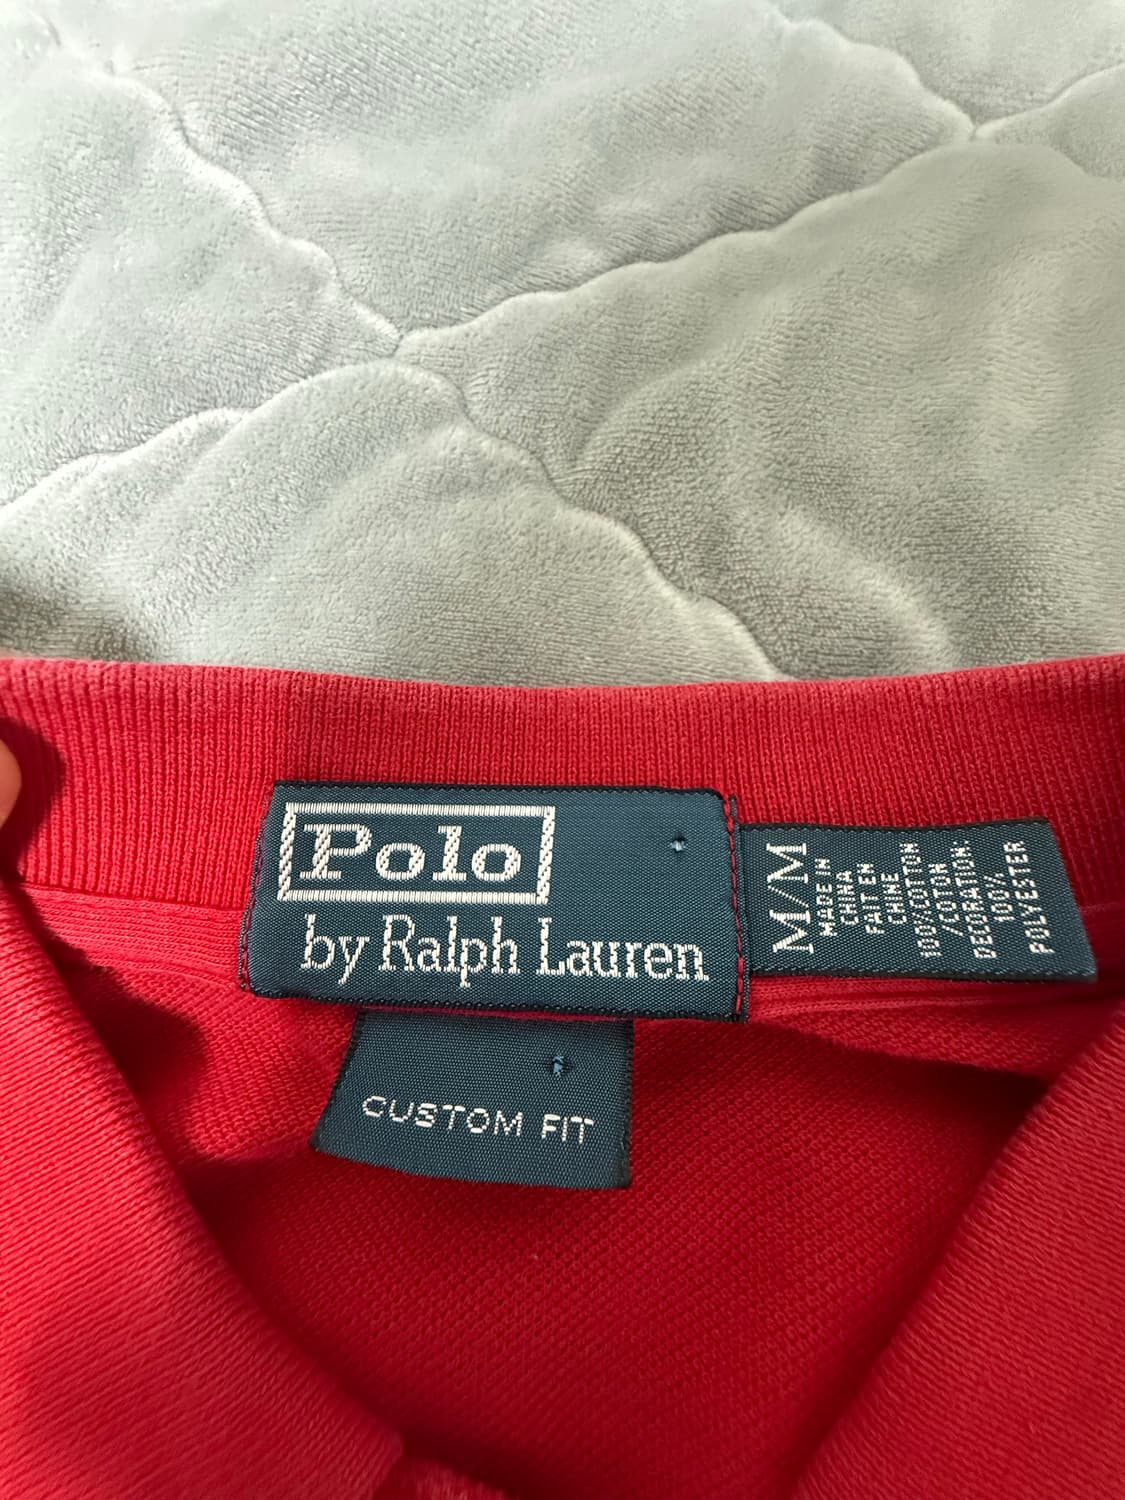 Polo
by Ralph Lauren
M/M
MADE IN
CHINA
FAIT EN
CHINE
100% COTTON
/COTON
DECORATION:
100%
POLYESTER
CUSTOM FIT